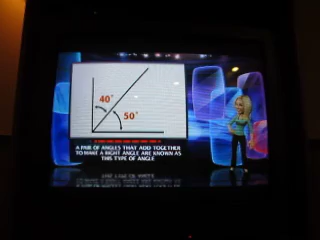 40°
50°
A PAIR OF ANGLES THAT ADD TOGETHER
TO MAKE A RIGHT ANGLE ARE KNOWN AS
THIS TYPE OF ANGLE